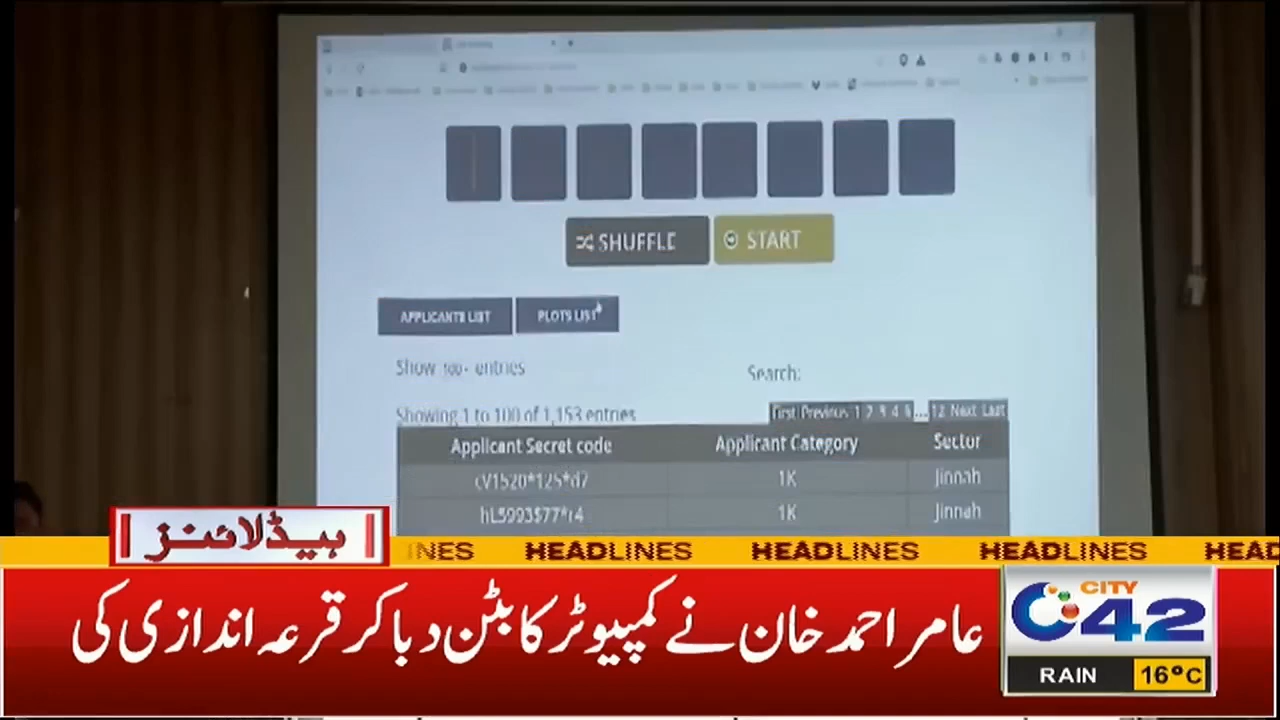 SHUFFLE START
APPLICANTS LIST PLOTS LIST
Show 100 entries
Search:
Showing 1 to 100 of 1,153 entries
First Previous 1 2 3 4 5 ... 12 Next Last
Applicant Secret code Applicant Category Sector
cV1520*125*d7 1K Jinnah
hL5993$77*r4 1K Jinnah
ہیڈلائنز
INES HEADLINES HEADLINES HEADLINES HEAD
عامر احمد خان نے کمپیوٹر کا بٹن دبا کر قرعہ اندازی کی
CITY
42
RAIN 16°C